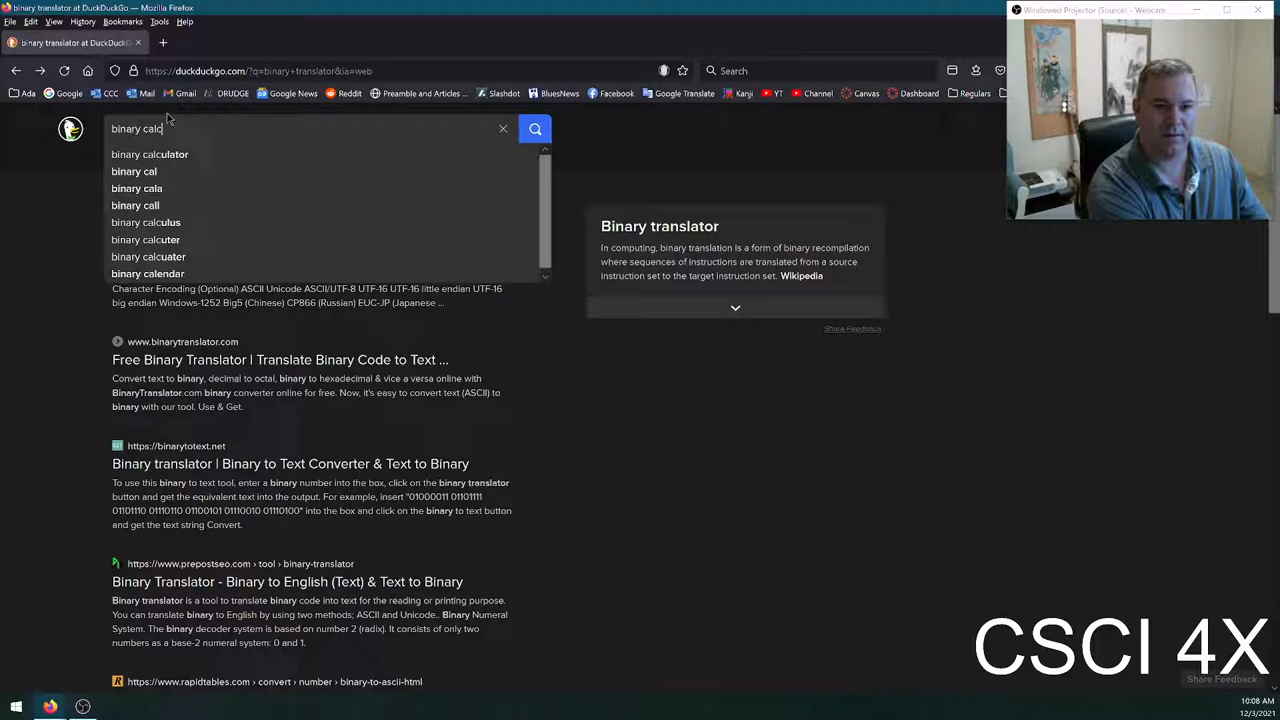 binary translator at DuckDuckGo — Mozilla Firefox
File Edit View History Bookmarks Tools Help
binary translator at DuckDuckG
https://duckduckgo.com/?q=binary+translator&ia=web
Search
Ada Google CCC Mail Gmail DRUDGE Google News Reddit Preamble and Articles ... Slashdot BluesNews Facebook Google Translate Kanji YT Channel Canvas Dashboard Regulars
Windowed Projector (Source) - Webcam
binary calc
binary calculator
binary cal
binary cala
binary call
binary calculus
binary calcuter
binary calcuater
binary calendar
Character Encoding (Optional) ASCII Unicode ASCII/UTF-8 UTF-16 UTF-16 little endian UTF-16
big endian Windows-1252 Big5 (Chinese) CP866 (Russian) EUC-JP (Japanese ...
www.binarytranslator.com
Free Binary Translator | Translate Binary Code to Text ...
Convert text to binary, decimal to octal, binary to hexadecimal & vice a versa online with
BinaryTranslator.com binary converter online for free. Now, it's easy to convert text (ASCII) to
binary with our tool. Use & Get.
https://binarytotext.net
Binary translator | Binary to Text Converter & Text to Binary
To use this binary to text tool, enter a binary number into the box, click on the binary translator
button and get the equivalent text into the output. For example, insert "01000011 01101111
01101110 01110110 01100101 01110010 01110100" into the box and click on the binary to text button
and get the text string Convert.
https://www.prepostseo.com › tool › binary-translator
Binary Translator - Binary to English (Text) & Text to Binary
Binary translator is a tool to translate binary code into text for the reading or printing purpose.
You can translate binary to English by using two methods; ASCII and Unicode.. Binary Numeral
System. The binary decoder system is based on number 2 (radix). It consists of only two
numbers as a base-2 numeral system: 0 and 1.
https://www.rapidtables.com › convert › number › binary-to-ascii-html
Binary translator
In computing, binary translation is a form of binary recompilation
where sequences of instructions are translated from a source
instruction set to the target instruction set. Wikipedia
Share Feedback
CSCI 4X
Share Feedback
10:08 AM
12/3/2021